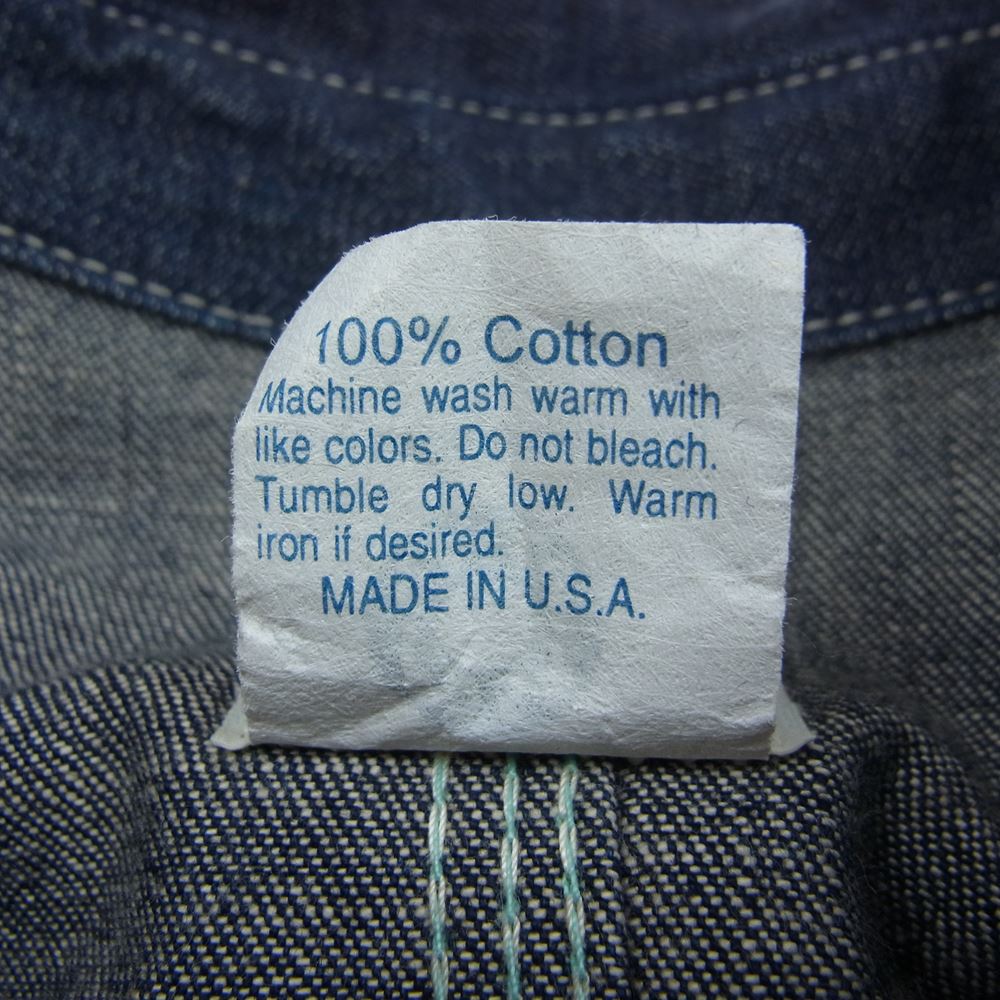 100% Cotton
Machine wash warm with
like colors. Do not bleach.
Tumble dry low. Warm
iron if desired.
MADE IN U.S.A.